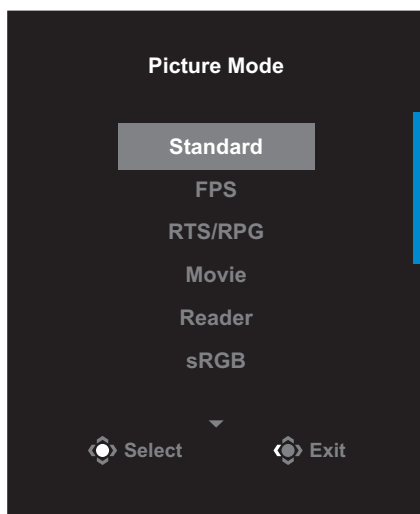 Picture Mode
Standard
FPS
RTS/RPG
Movie
Reader
sRGB
Select Exit